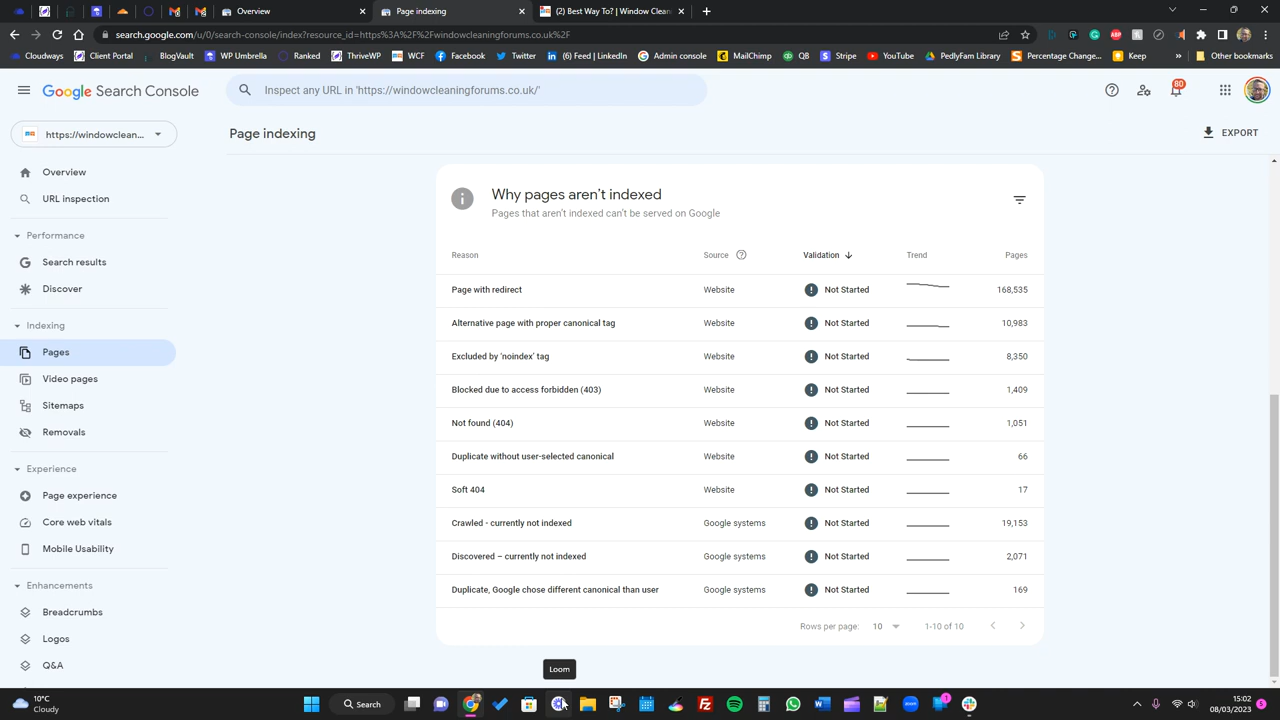 Overview
Page indexing
(2) Best Way To? | Window Clean
search.google.com/u/0/search-console/index?resource_id=https%3A%2F%2Fwindowcleaningforums.co.uk%2F
Cloudways
Client Portal
BlogVault
WP Umbrella
ThriveWP
WCF
Facebook
Twitter
(6) Feed | LinkedIn
Admin console
MailChimp
QB
Stripe
YouTube
PedlyFam Library
Percentage Change...
Keep
Google Search Console
Inspect any URL in 'https://windowcleaningforums.co.uk/'
80
https://windowclean...
Page indexing
EXPORT
Overview
URL inspection
Performance
Search results
Discover
Indexing
Pages
Video pages
Sitemaps
Removals
Experience
Page experience
Core web vitals
Mobile Usability
Enhancements
Breadcrumbs
Logos
Q&A
Why pages aren't indexed
Pages that aren't indexed can't be served on Google
Reason Source Validation Trend Pages
Page with redirect Website Not Started 168,535
Alternative page with proper canonical tag Website Not Started 10,983
Excluded by 'noindex' tag Website Not Started 8,350
Blocked due to access forbidden (403) Website Not Started 1,409
Not found (404) Website Not Started 1,051
Duplicate without user-selected canonical Website Not Started 66
Soft 404 Website Not Started 17
Crawled - currently not indexed Google systems Not Started 19,153
Discovered – currently not indexed Google systems Not Started 2,071
Duplicate, Google chose different canonical than user Google systems Not Started 169
Rows per page: 10 1-10 of 10
Loom
10°C
Cloudy
Search
1
15:02
08/03/2023